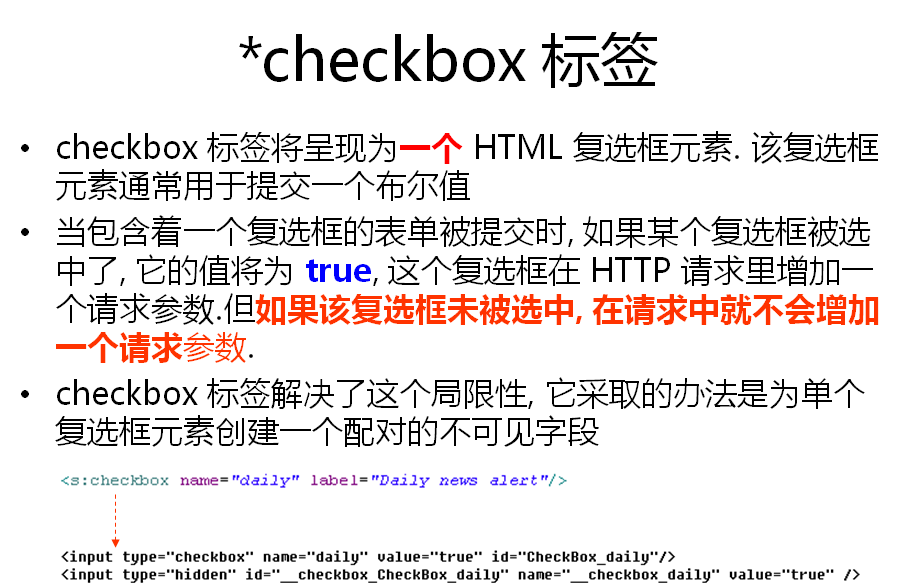 *checkbox 标签
• checkbox 标签将呈现为一个 HTML 复选框元素. 该复选框
元素通常用于提交一个布尔值
• 当包含着一个复选框的表单被提交时, 如果某个复选框被选
中了, 它的值将为 true, 这个复选框在 HTTP 请求里增加一
个请求参数.但如果该复选框未被选中, 在请求中就不会增加
一个请求参数.
• checkbox 标签解决了这个局限性, 它采取的办法是为单个
复选框元素创建一个配对的不可见字段
<s:checkbox name="daily" label="Daily news alert"/>
<input type="checkbox" name="daily" value="true" id="CheckBox_daily"/>
<input type="hidden" id="__checkbox_CheckBox_daily" name="__checkbox_daily" value="true" />